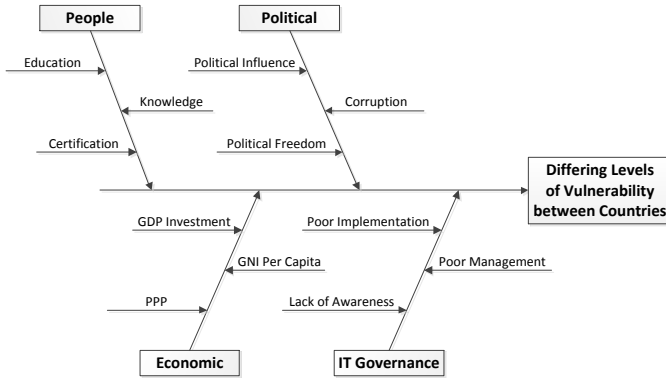 People
Political
Education
Political Influence
Knowledge
Corruption
Certification
Political Freedom
Differing Levels
of Vulnerability
between Countries
GDP Investment
Poor Implementation
GNI Per Capita
Poor Management
PPP
Lack of Awareness
Economic
IT Governance